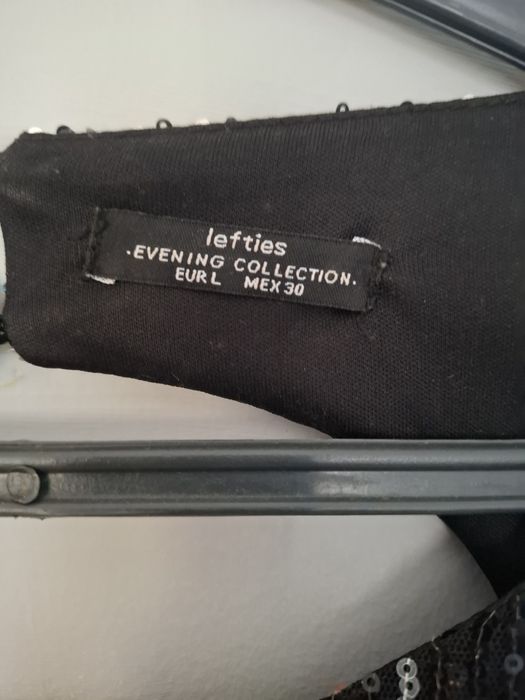 lefties
.EVENING COLLECTION.
EUR L MEX 30